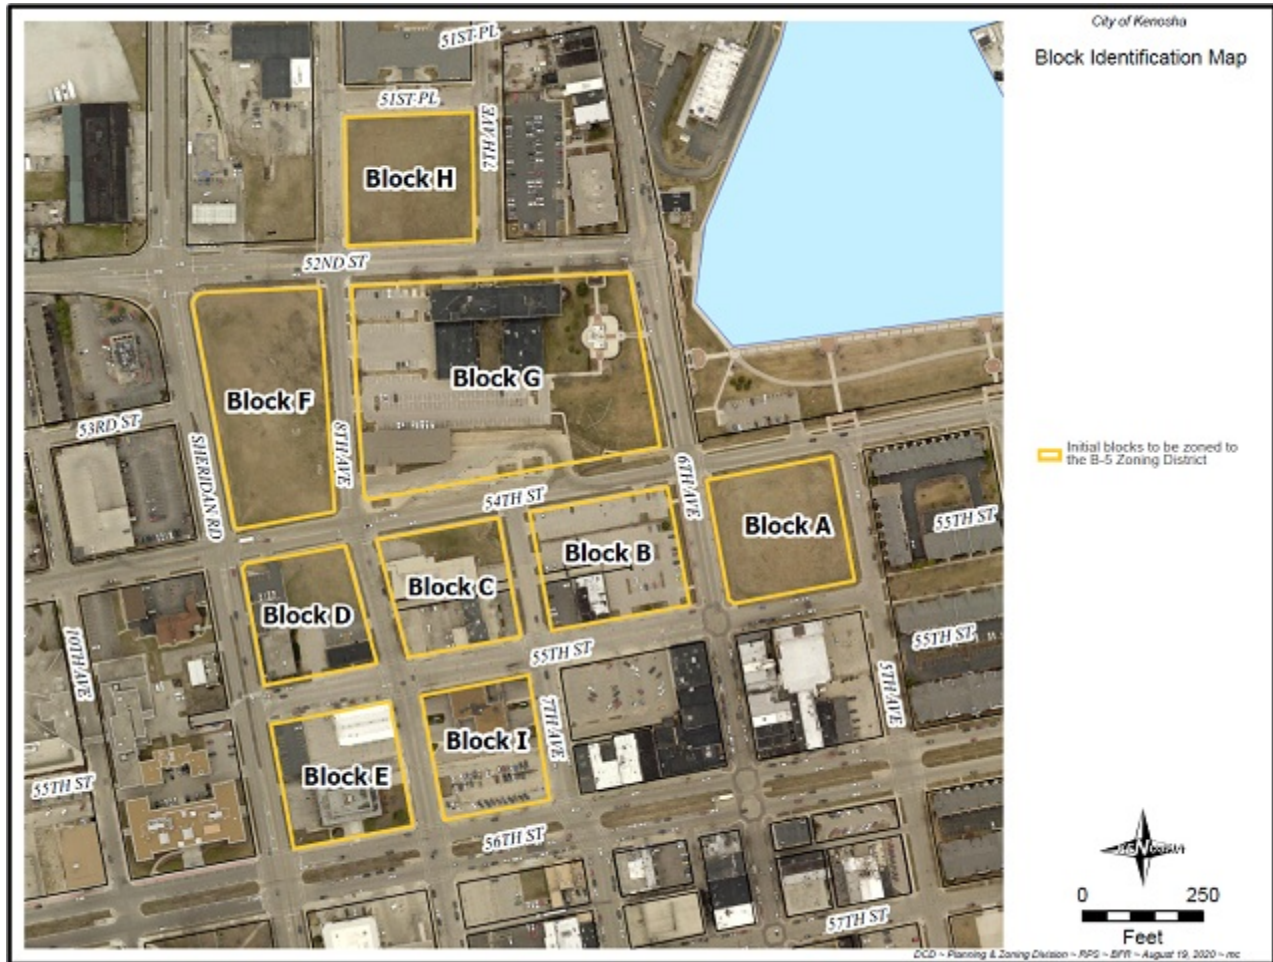 City of Kenosha
Block Identification Map
51ST PL
51ST PL
7TH AVE
Block H
52ND ST
Block G
Block F
53RD ST
SHERIDAN RD
8TH AVE
6TH AVE
Initial blocks to be zoned to
the B-5 Zoning District
54TH ST
55TH ST
Block A
Block B
Block C
Block D
10TH AVE
55TH ST
55TH ST
5TH AVE
7TH AVE
Block I
Block E
55TH ST
56TH ST
57TH ST
KENOSHA
0 250
Feet
DCD ~ Planning & Zoning Division ~ RPS ~ BFR ~ August 19, 2020 ~ mc